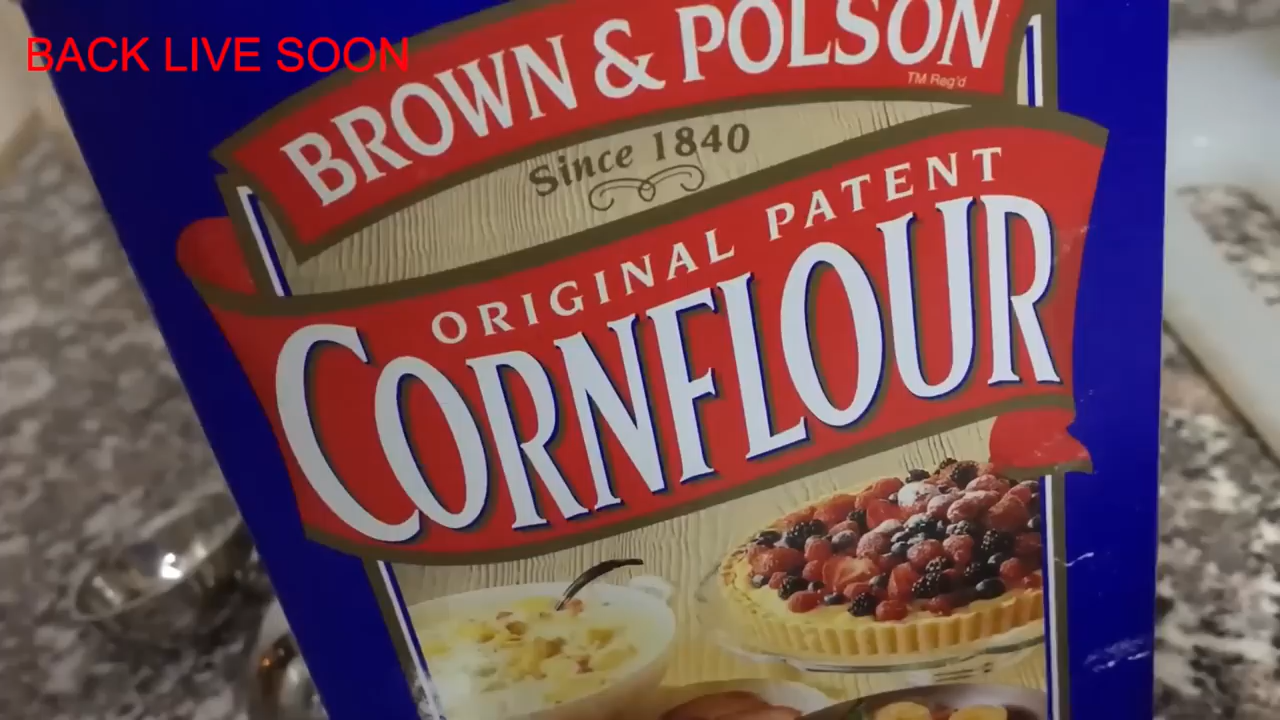 BACK LIVE SOON
BROWN & POLSON
TM Reg'd
Since 1840
ORIGINAL PATENT
CORNFLOUR